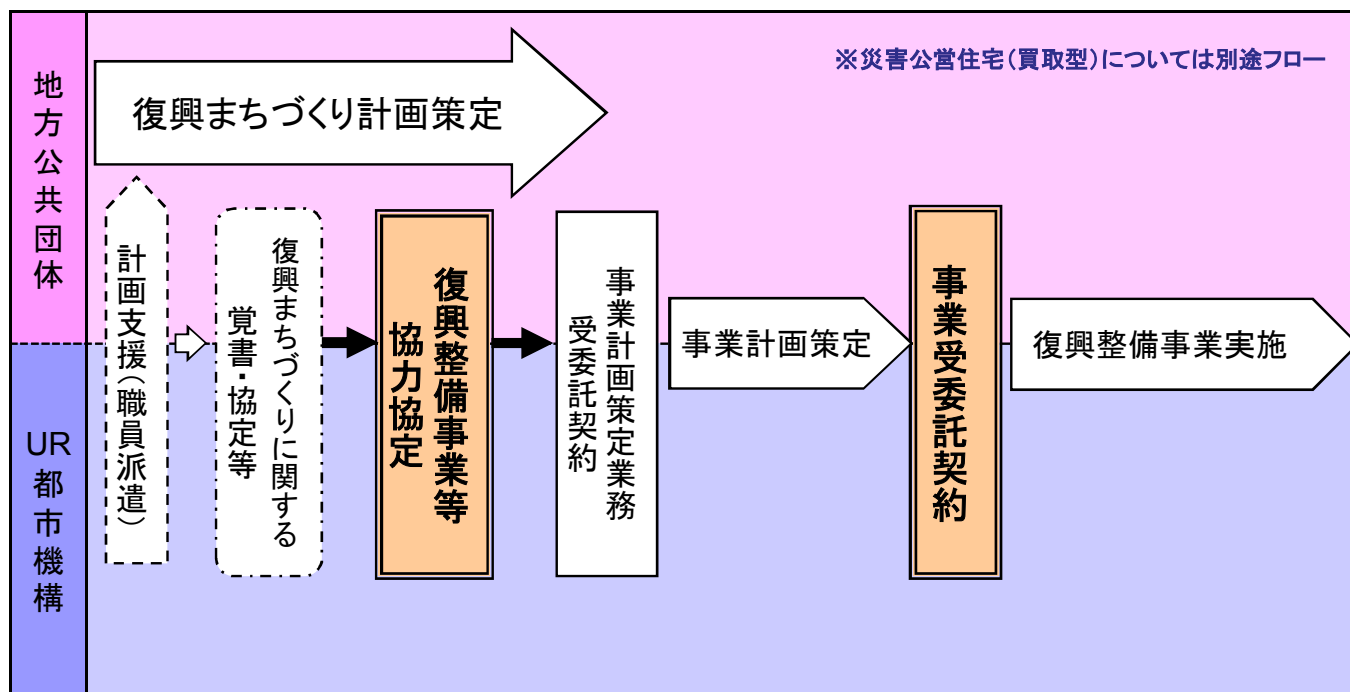 地方公共団体
UR都市機構
※災害公営住宅(買取型)については別途フロー
復興まちづくり計画策定
計画支援(職員派遣)
復興まちづくりに関する
覚書・協定等
復興整備事業等
協力協定
事業計画策定業務
受委託契約
事業計画策定
事業受委託契約
復興整備事業実施